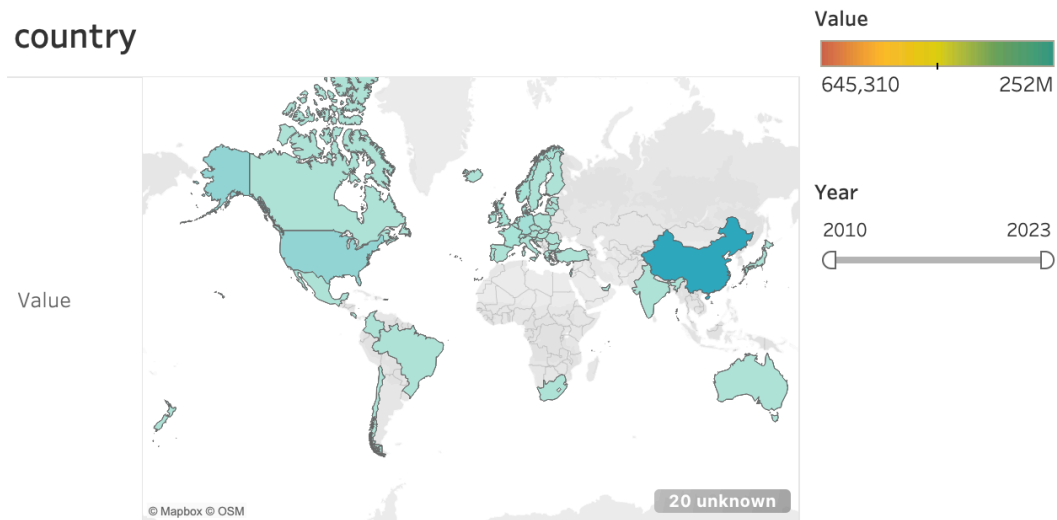 country
Value
645,310 252M
Year
2010 2023
Value
20 unknown
© Mapbox © OSM